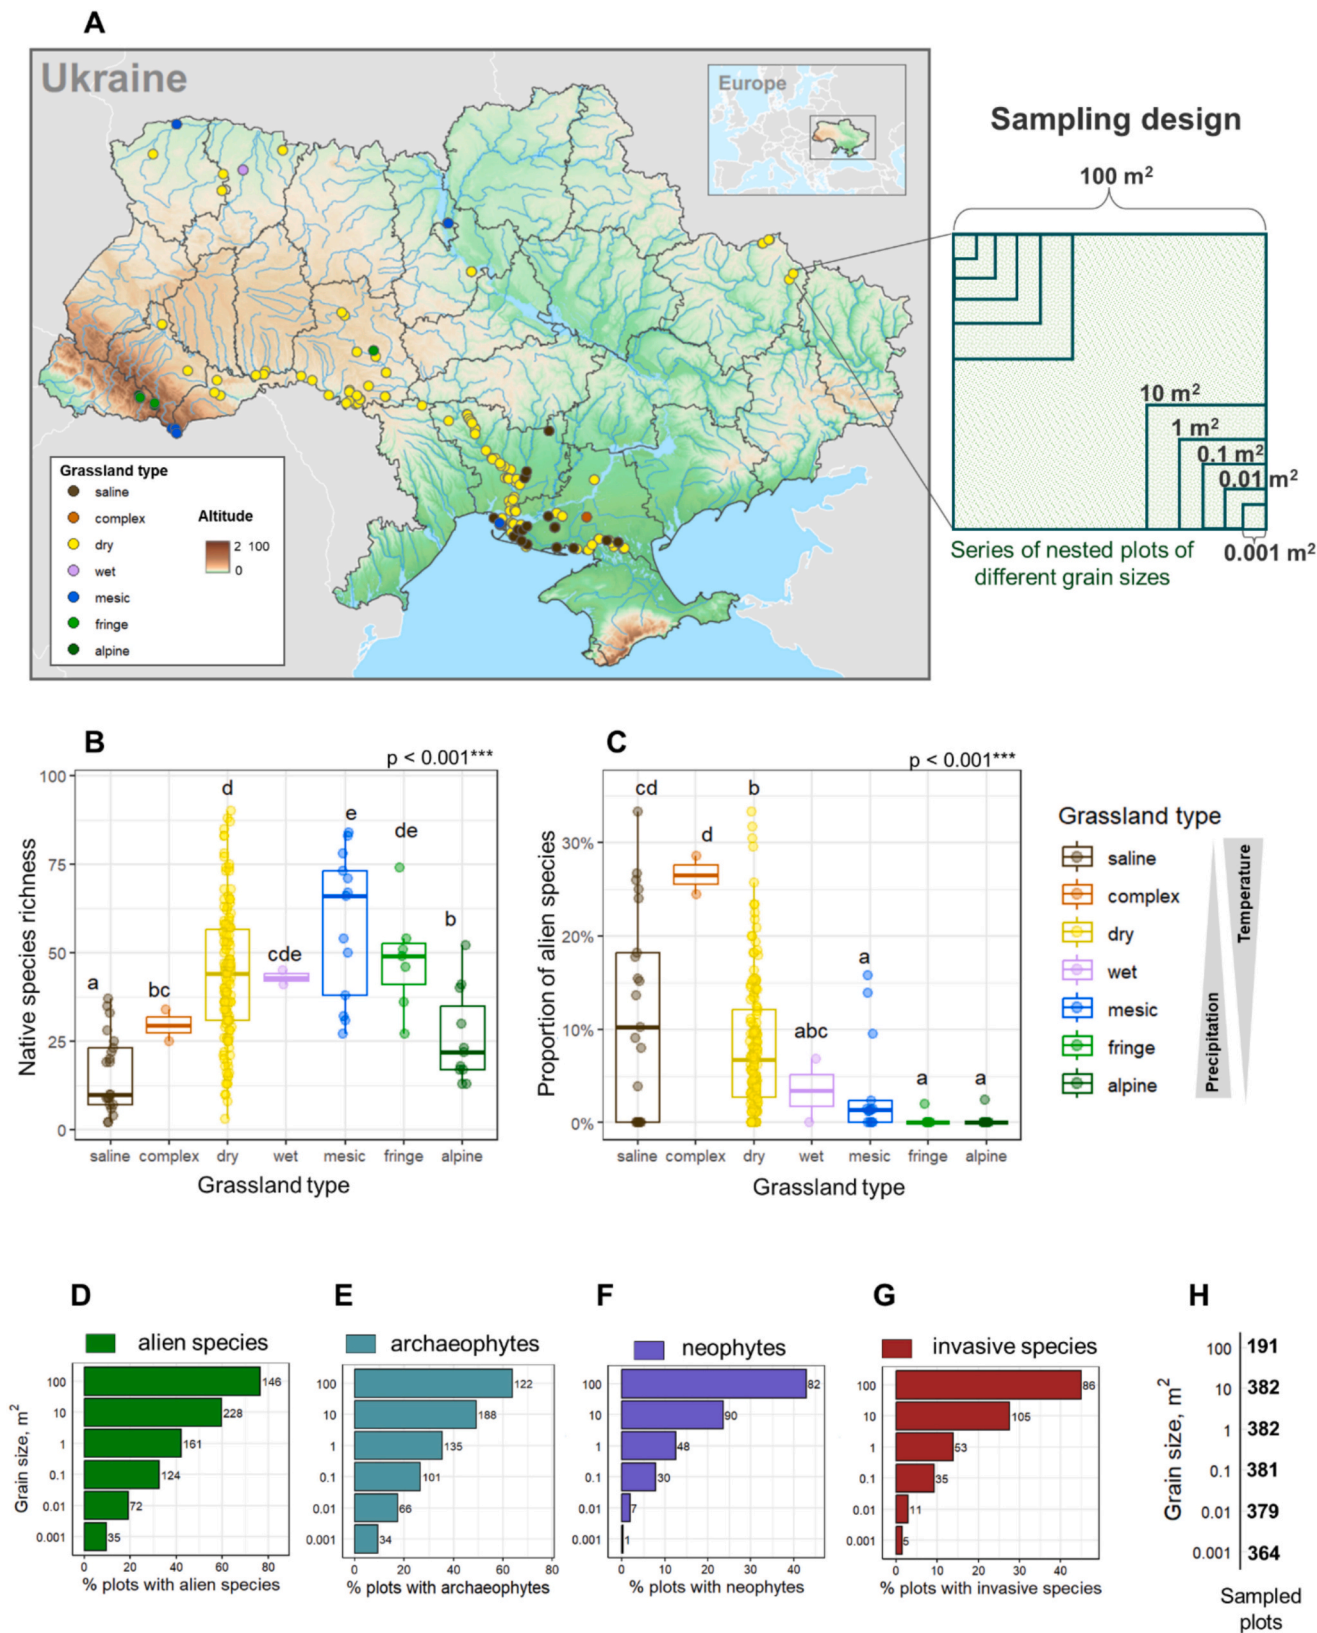 A
Ukraine
Europe
Sampling design
100 m²
10 m²
1 m²
0.1 m²
0.01 m²
0.001 m²
Series of nested plots of
different grain sizes
Grassland type
saline
complex
dry
wet
mesic
fringe
alpine
Altitude
2 100
0
B
p < 0.001***
Native species richness
100
75
50
25
0
a
bc
d
cde
e
de
b
saline complex dry wet mesic fringe alpine
Grassland type
C
p < 0.001***
Proportion of alien species
30%
20%
10%
0%
cd
d
b
abc
a
a
a
saline complex dry wet mesic fringe alpine
Grassland type
Grassland type
saline
complex
dry
wet
mesic
fringe
alpine
Precipitation
Temperature
D
alien species
Grain size, m²
100 146
10 228
1 161
0.1 124
0.01 72
0.001 35
0 20 40 60 80
% plots with alien species
E
archaeophytes
100 122
10 188
1 135
0.1 101
0.01 66
0.001 34
0 20 40 60 80
% plots with archaeophytes
F
neophytes
100 82
10 90
1 48
0.1 30
0.01 7
0.001 1
0 10 20 30 40
% plots with neophytes
G
invasive species
100 86
10 105
1 53
0.1 35
0.01 11
0.001 5
0 10 20 30 40
% plots with invasive species
H
Grain size, m²
100 191
10 382
1 382
0.1 381
0.01 379
0.001 364
Sampled
plots